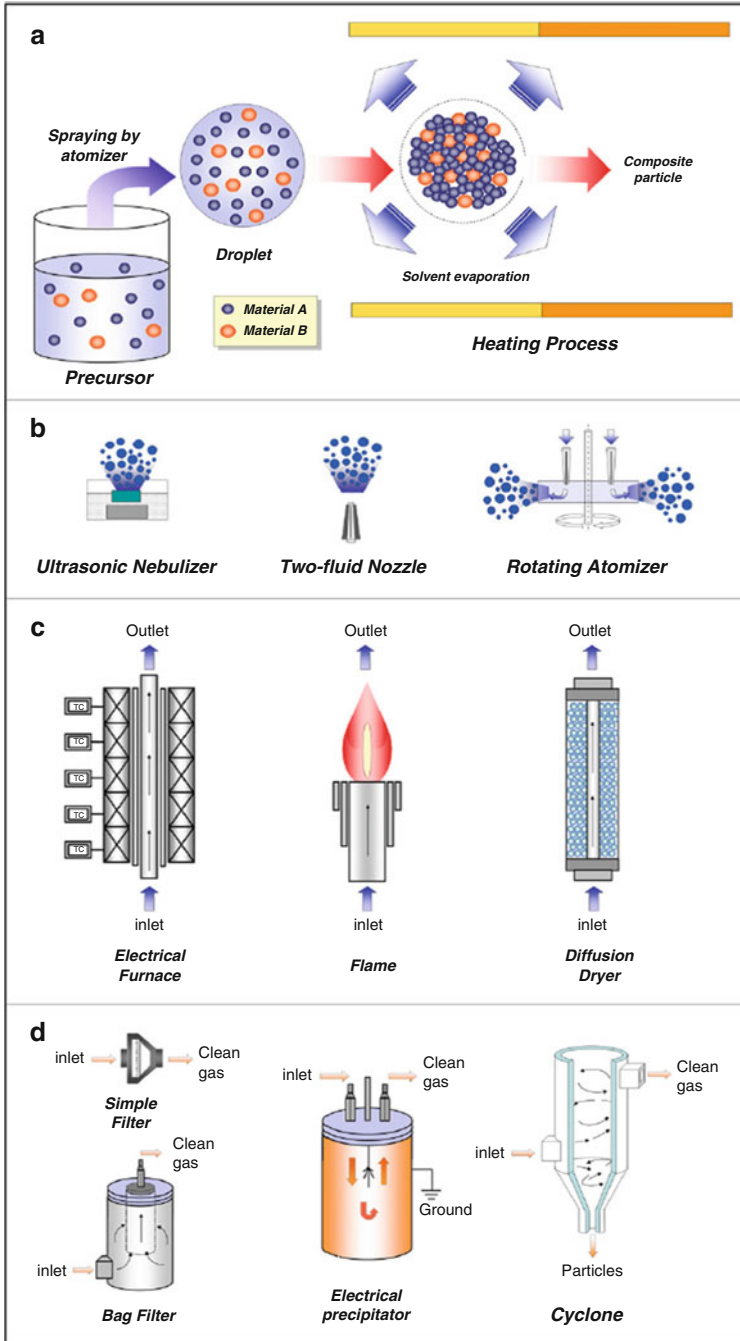 a
Spraying by
atomizer
Droplet
Composite
particle
Solvent evaporation
Material A
Material B
Precursor
Heating Process
b
Ultrasonic Nebulizer
Two-fluid Nozzle
Rotating Atomizer
c
Outlet
Outlet
Outlet
TC
TC
TC
TC
TC
inlet
inlet
inlet
Electrical
Furnace
Flame
Diffusion
Dryer
d
inlet
Clean
gas
Simple
Filter
Clean
gas
inlet
Bag Filter
inlet
Clean
gas
Ground
Electrical
precipitator
Clean
gas
inlet
Particles
Cyclone